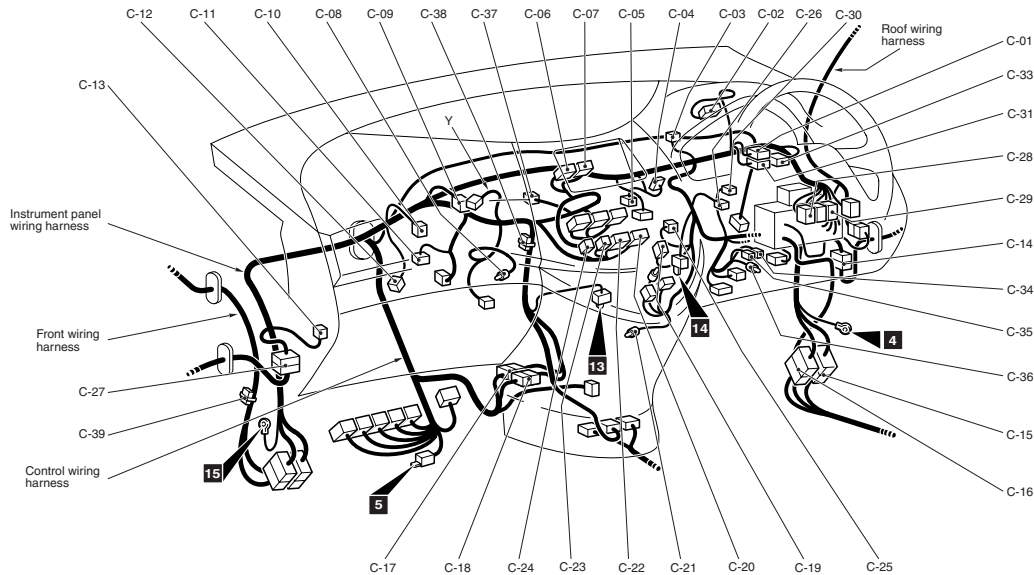 C-12
C-11
C-10
C-08
C-09
C-38
C-37
C-06
C-07
C-05
C-04
C-03
C-02
C-26
C-30
Roof wiring
harness
C-01
C-33
C-31
C-28
C-29
C-14
C-34
C-35
C-36
C-15
C-16
C-13
Y
Instrument panel
wiring harness
Front wiring
harness
C-27
C-39
Control wiring
harness
15
5
13
14
4
C-17
C-18
C-24
C-23
C-22
C-21
C-20
C-19
C-25